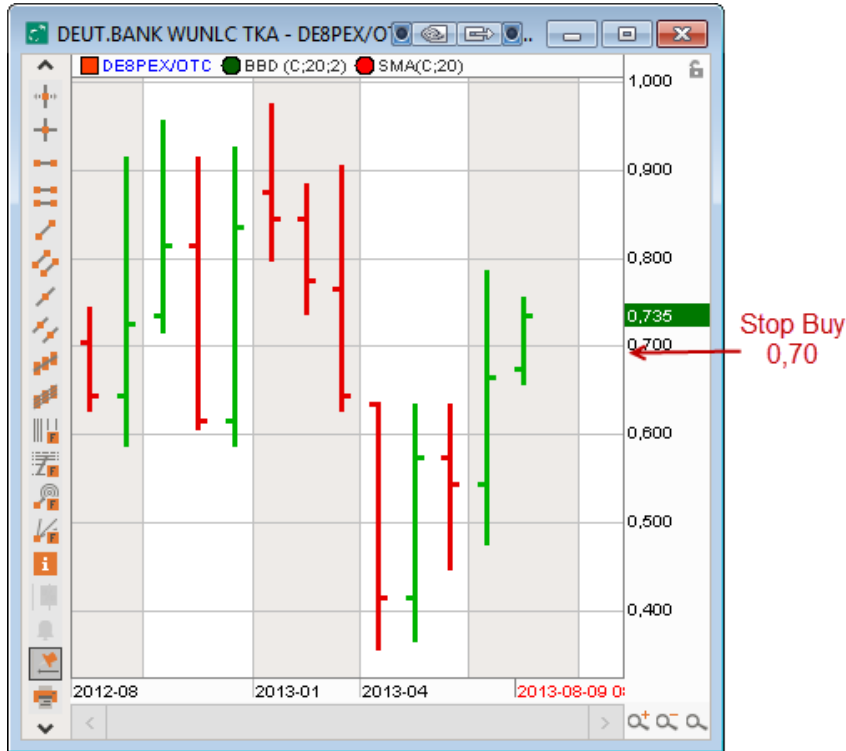 DEUT.BANK WUNLC TKA - DE8PEX/OT
..
DE8PEX/OTC BBD (C;20;2) SMA(C;20)
1,000
0,900
0,800
0,735
0,700
0,600
0,500
0,400
Stop Buy
0,70
2012-08 2013-01 2013-04 2013-08-09